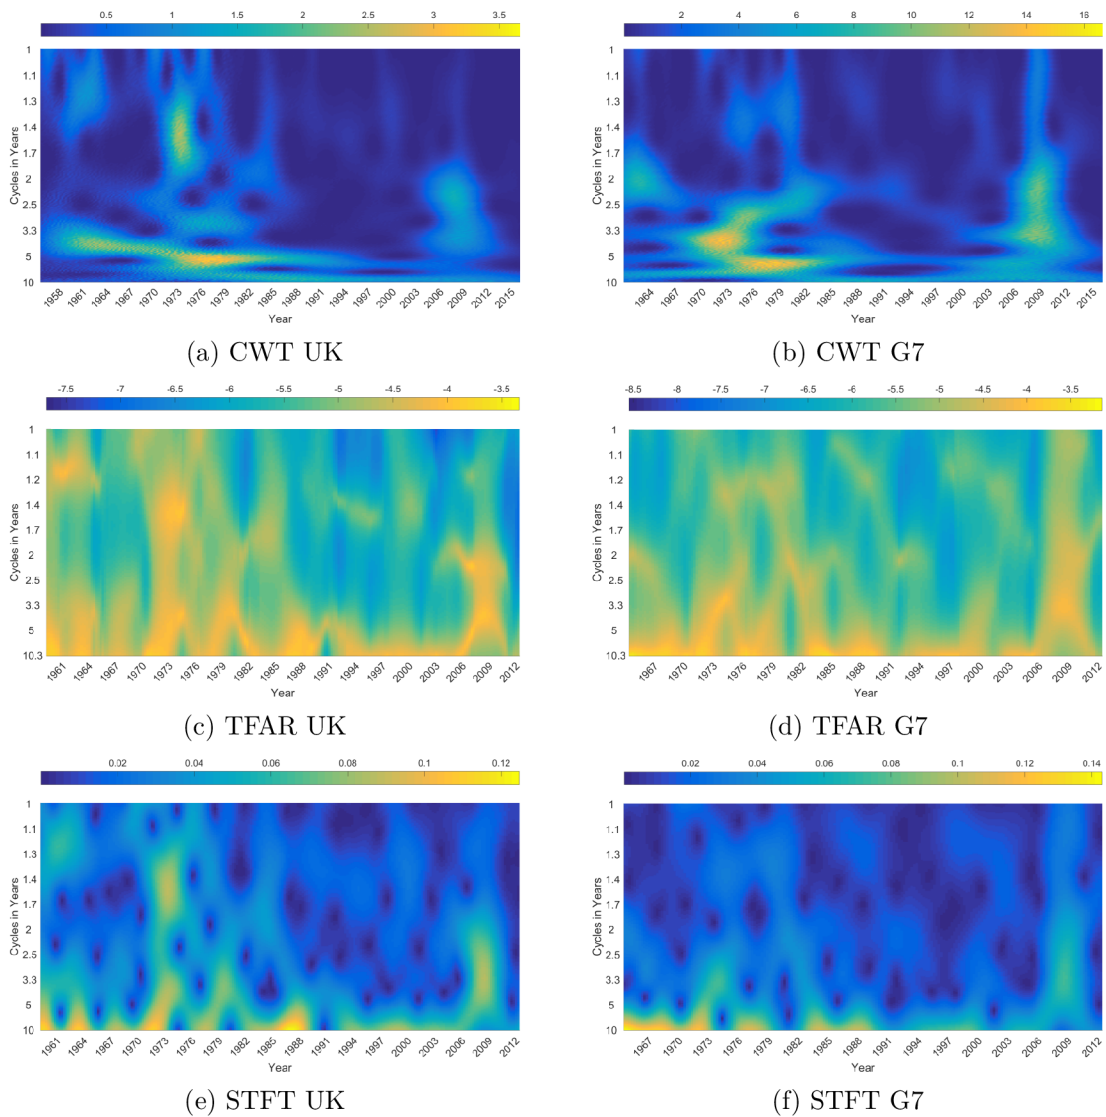 0.5 1 1.5 2 2.5 3 3.5
1
1.1
1.3
1.4
1.7
2
2.5
3.3
5
10
Cycles in Years
1958 1961 1964 1967 1970 1973 1976 1979 1982 1985 1988 1991 1994 1997 2000 2003 2006 2009 2012 2015
Year
(a) CWT UK
2 4 6 8 10 12 14 16
1
1.1
1.3
1.4
1.7
2
2.5
3.3
5
10
Cycles in Years
1964 1967 1970 1973 1976 1979 1982 1985 1988 1991 1994 1997 2000 2003 2006 2009 2012 2015
Year
(b) CWT G7
-7.5 -7 -6.5 -6 -5.5 -5 -4.5 -4 -3.5
1
1.1
1.2
1.4
1.7
2
2.5
3.3
5
10.3
Cycles in Years
1961 1964 1967 1970 1973 1976 1979 1982 1985 1988 1991 1994 1997 2000 2003 2006 2009 2012
Year
(c) TFAR UK
-8.5 -8 -7.5 -7 -6.5 -6 -5.5 -5 -4.5 -4 -3.5
1
1.1
1.2
1.4
1.7
2
2.5
3.3
5
10.3
Cycles in Years
1967 1970 1973 1976 1979 1982 1985 1988 1991 1994 1997 2000 2003 2006 2009 2012
Year
(d) TFAR G7
0.02 0.04 0.06 0.08 0.1 0.12
1
1.1
1.3
1.4
1.7
2
2.5
3.3
5
10
Cycles in Years
1961 1964 1967 1970 1973 1976 1979 1982 1985 1988 1991 1994 1997 2000 2003 2006 2009 2012
Year
(e) STFT UK
0.02 0.04 0.06 0.08 0.1 0.12 0.14
1
1.1
1.3
1.4
1.7
2
2.5
3.3
5
10
Cycles in Years
1967 1970 1973 1976 1979 1982 1985 1988 1991 1994 1997 2000 2003 2006 2009 2012
Year
(f) STFT G7